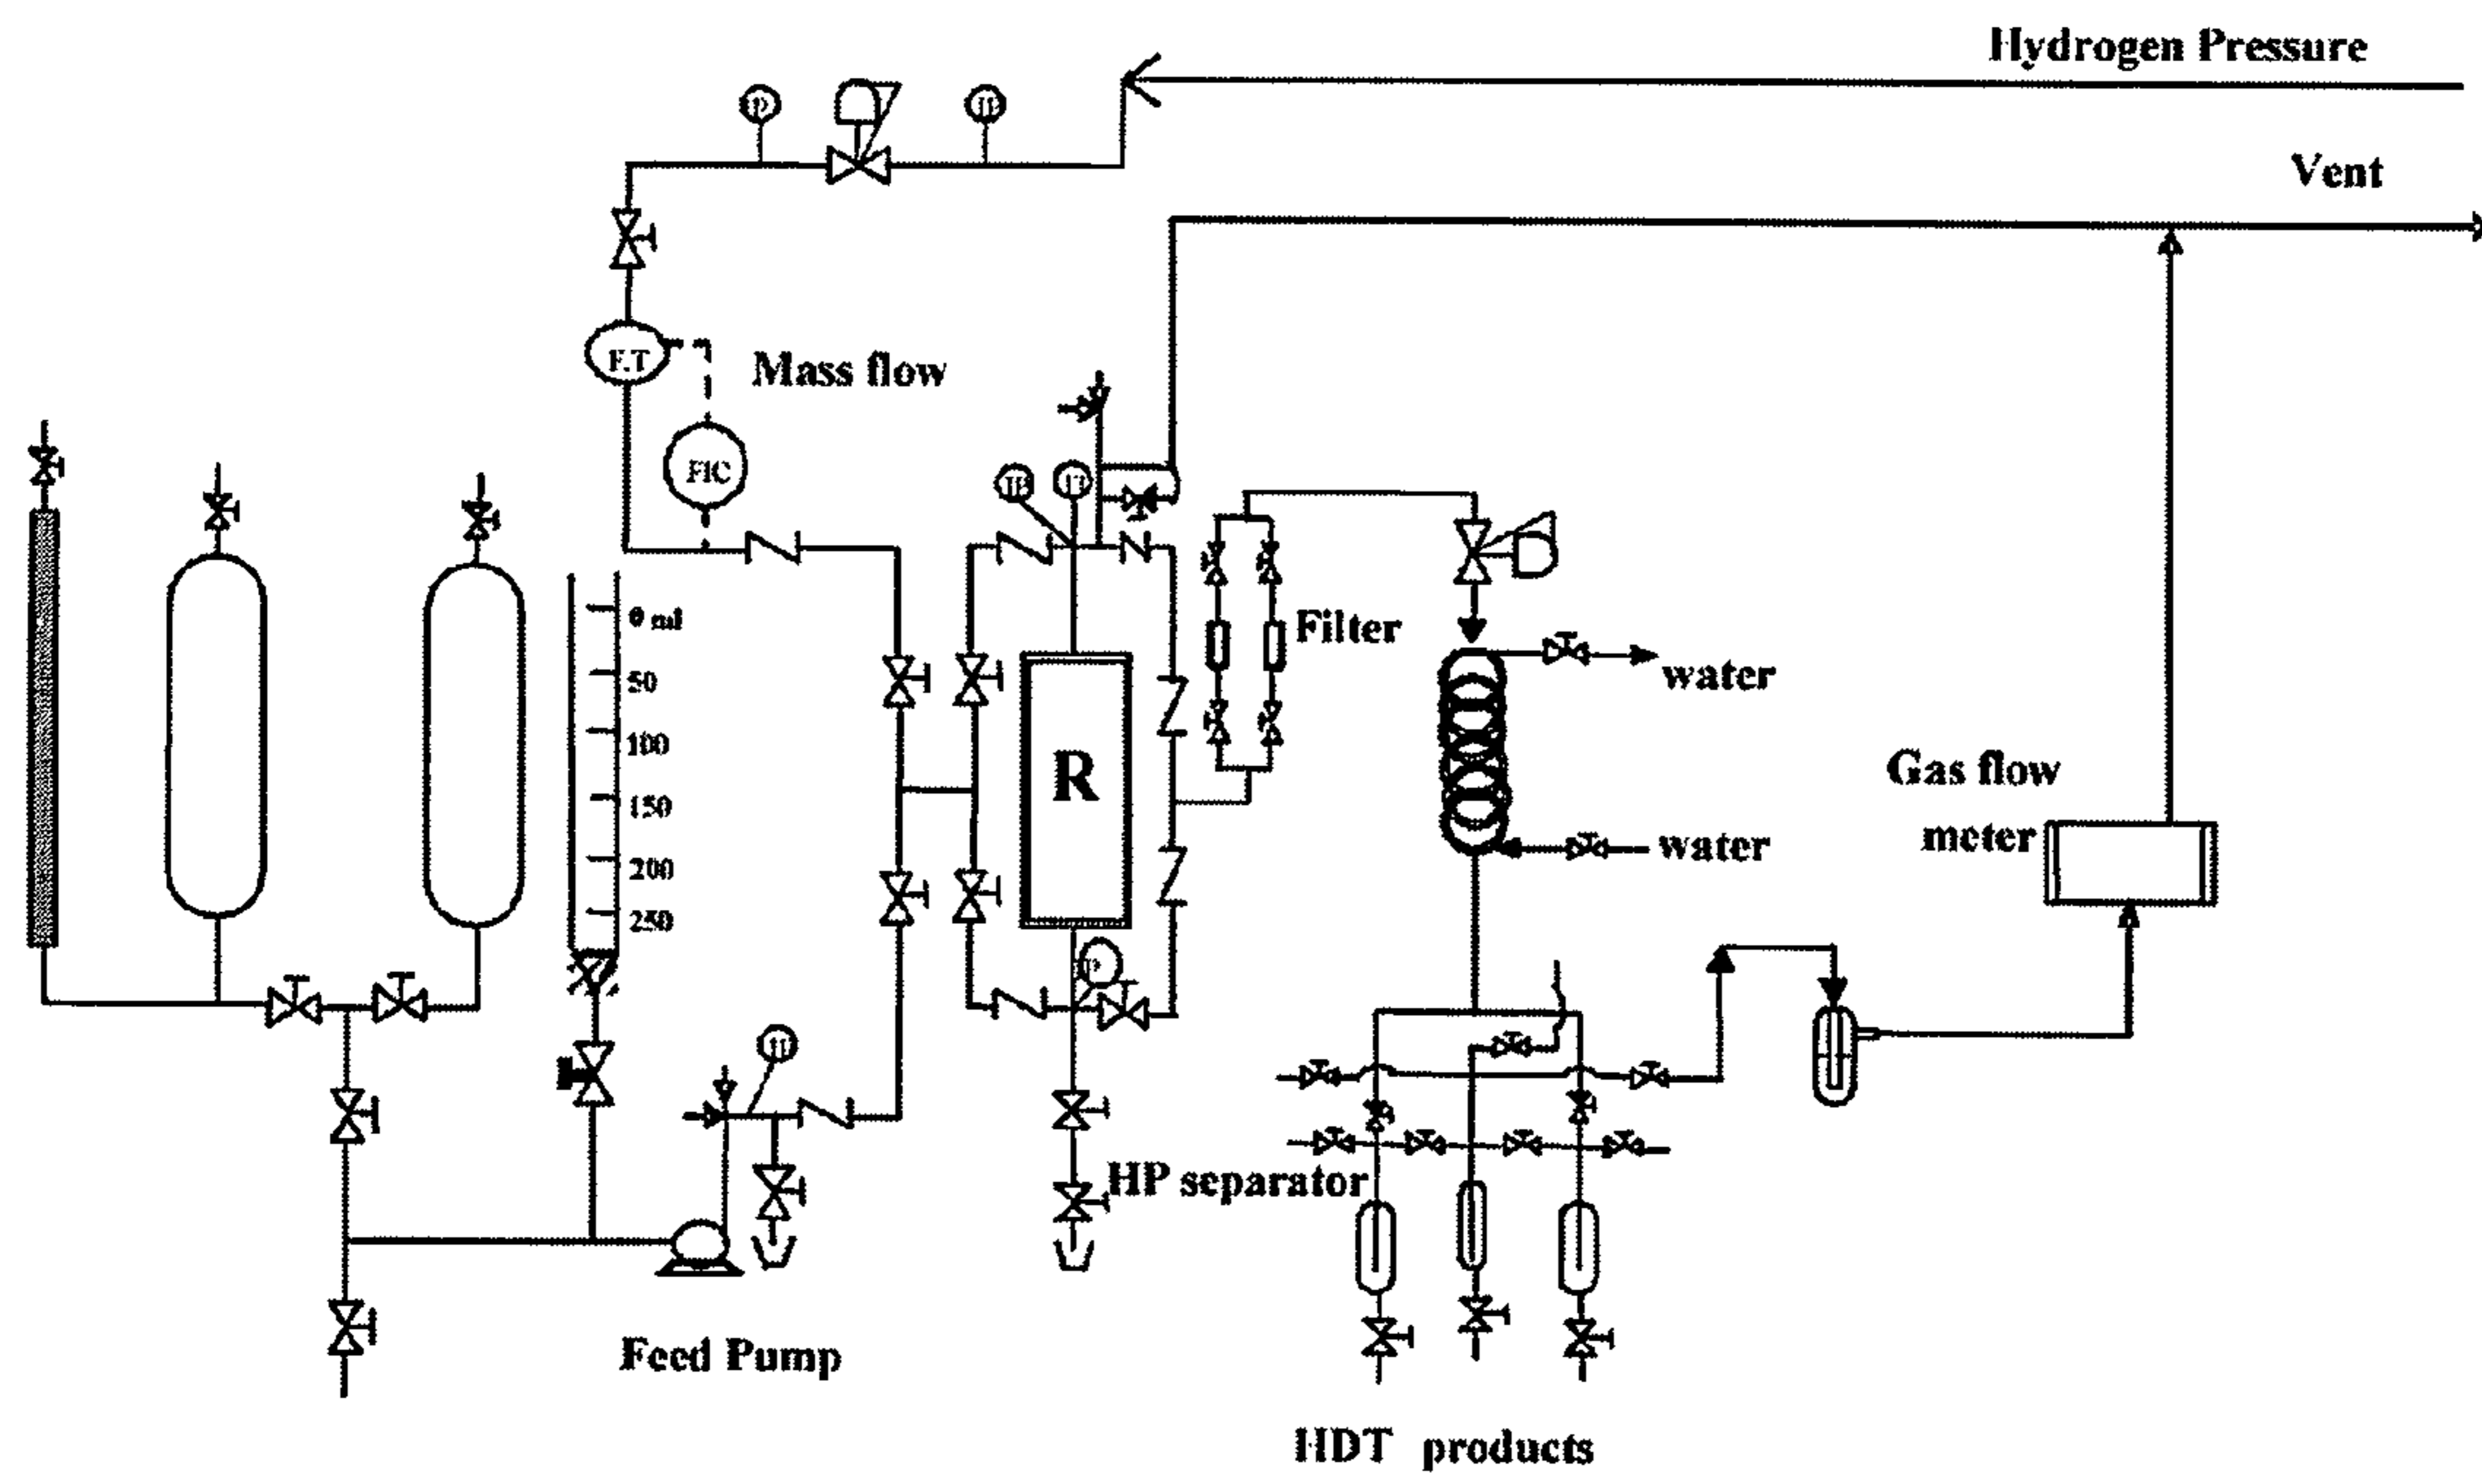 Hydrogen Pressure
Vent
Mass flow
FIC
0 ml
50
100
150
200
250
R
Filter
water
water
Gas flow
meter
HP separator
Feed Pump
HDT products